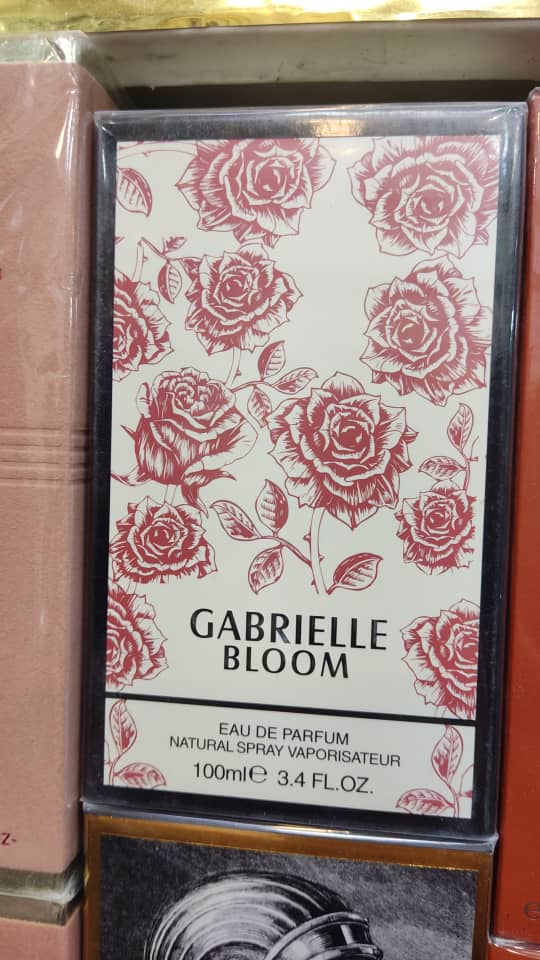 GABRIELLE
BLOOM
EAU DE PARFUM
NATURAL SPRAY VAPORISATEUR
100ml℮ 3.4 FL.OZ.